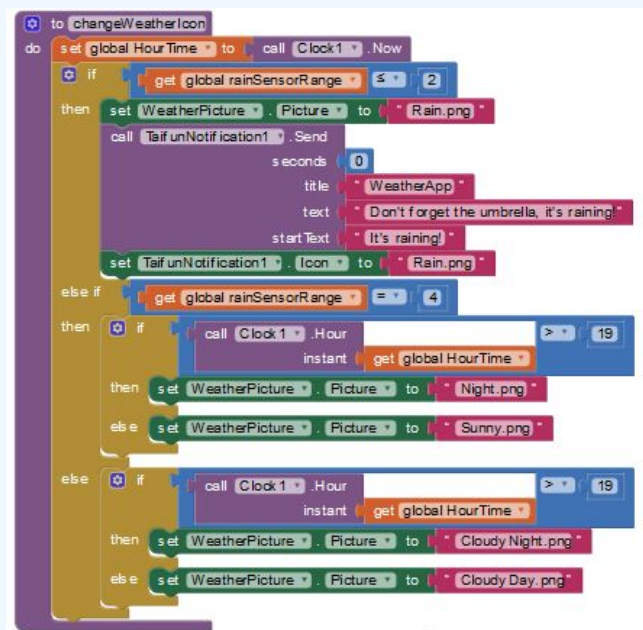 to changeWeatherIcon
do set global HourTime to call Clock1 .Now
if get global rainSensorRange ≤ 2
then set WeatherPicture . Picture to " Rain.png "
call TaifunNotification1 .Send
seconds 0
title " WeatherApp "
text " Don't forget the umbrella, it's raining! "
startText " It's raining! "
set TaifunNotification1 . Icon to " Rain.png "
else if get global rainSensorRange = 4
then if call Clock1 .Hour > 19
instant get global HourTime
then set WeatherPicture . Picture to " Night.png "
else set WeatherPicture . Picture to " Sunny.png "
else if call Clock1 .Hour > 19
instant get global HourTime
then set WeatherPicture . Picture to " Cloudy Night.png "
else set WeatherPicture . Picture to " Cloudy Day.png "